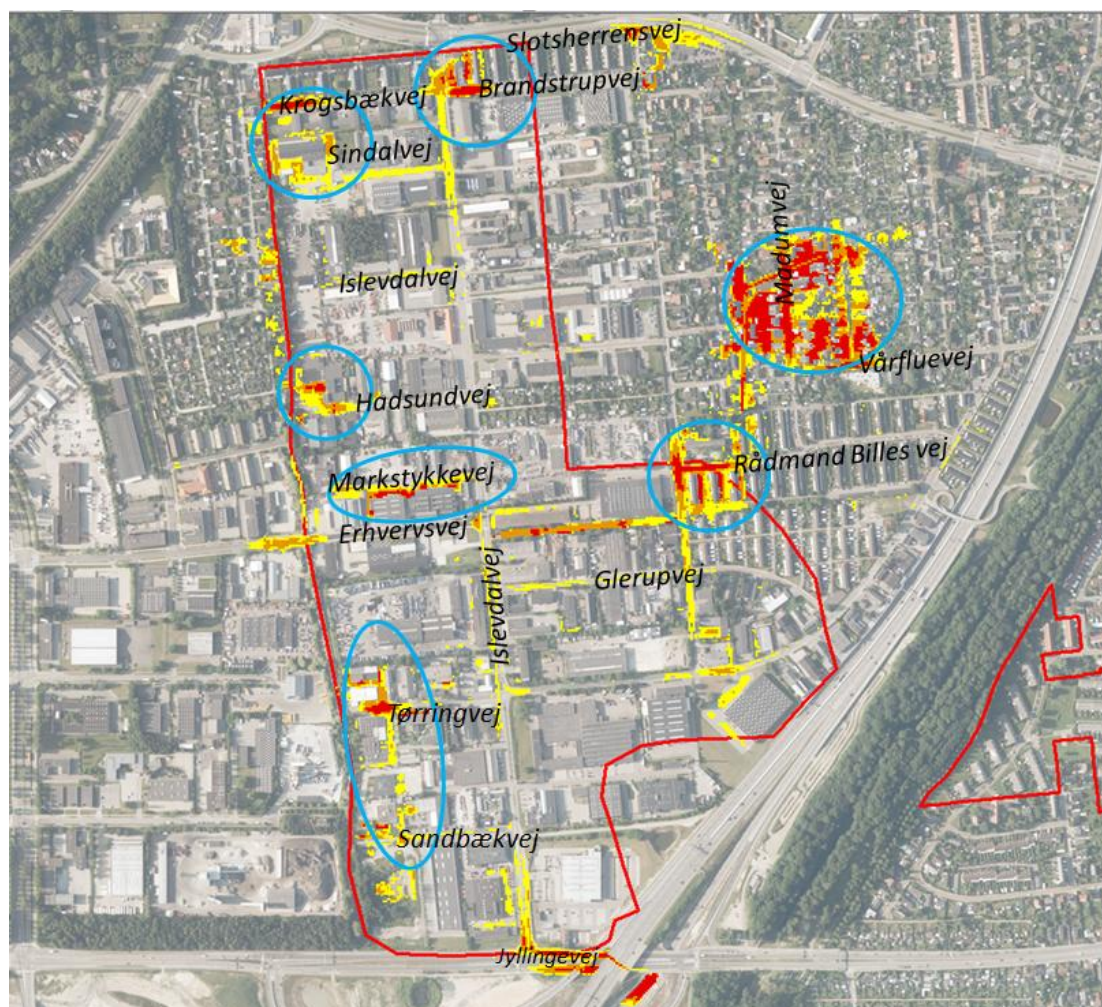 Slotsherrensvej
Brandstrupvej
Krogsbækvej
Sindalvej
Madumvej
Islevdalvej
Vårfluevej
Hadsundvej
Rådmand Billes vej
Markstykkevej
Erhvervsvej
Glerupvej
Islevdalvej
Tørringvej
Sandbækvej
Jyllingevej